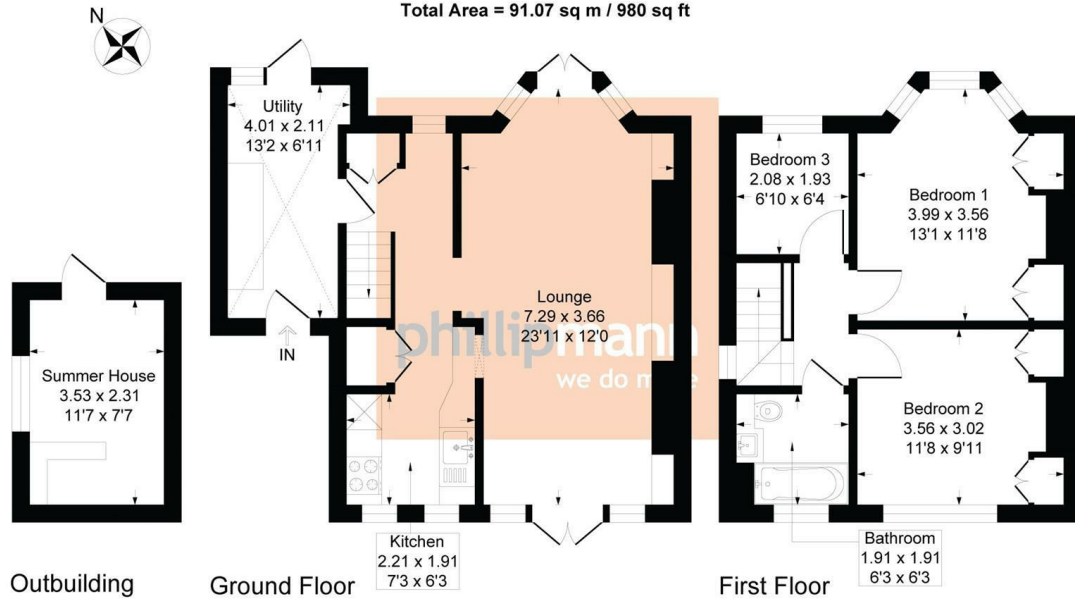 Total Area = 91.07 sq m / 980 sq ft
N
Utility
4.01 x 2.11
13'2 x 6'11
Bedroom 3
2.08 x 1.93
6'10 x 6'4
Bedroom 1
3.99 x 3.56
13'1 x 11'8
Lounge
7.29 x 3.66
23'11 x 12'0
phillipmann
we do more
IN
Summer House
3.53 x 2.31
11'7 x 7'7
Bedroom 2
3.56 x 3.02
11'8 x 9'11
Kitchen
2.21 x 1.91
7'3 x 6'3
Bathroom
1.91 x 1.91
6'3 x 6'3
Outbuilding
Ground Floor
First Floor